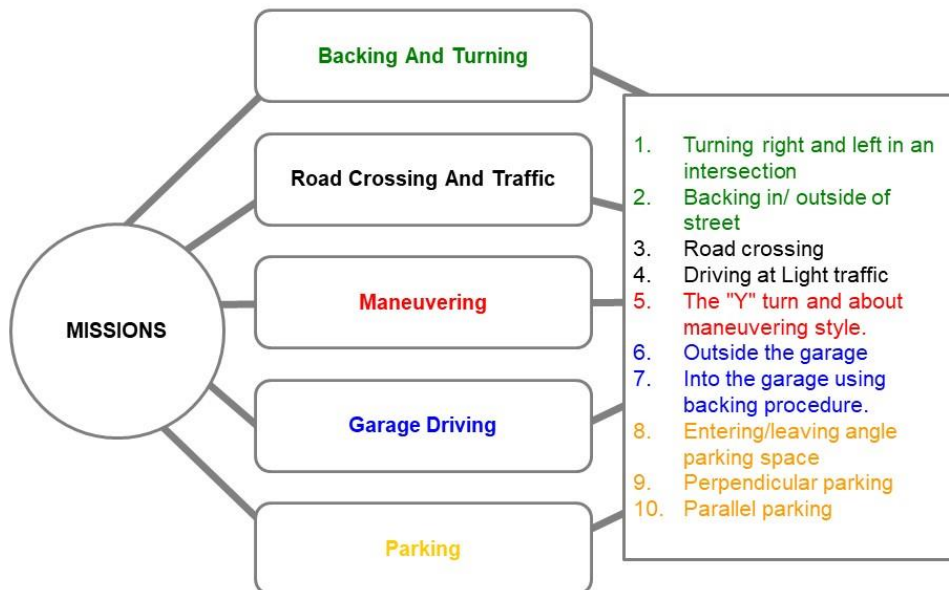 MISSIONS
Backing And Turning
Road Crossing And Traffic
Maneuvering
Garage Driving
Parking
1. Turning right and left in an
intersection
2. Backing in/ outside of
street
3. Road crossing
4. Driving at Light traffic
5. The "Y" turn and about
maneuvering style.
6. Outside the garage
7. Into the garage using
backing procedure.
8. Entering/leaving angle
parking space
9. Perpendicular parking
10. Parallel parking